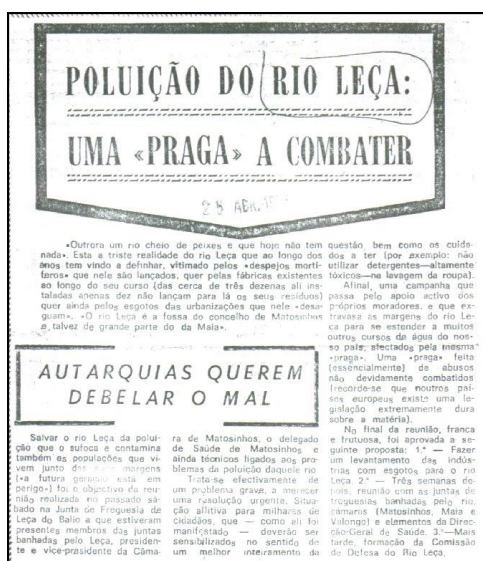 POLUIÇÃO DO RIO LEÇA:
UMA «PRAGA» A COMBATER
28 ABR. 19
«Outrora um rio cheio de peixes e que hoje não tem
nada». Esta a triste realidade do rio Leça que ao longo dos
anos tem vindo a definhar, vitimado pelos «despejos mortí-
feros» que nele são lançados, quer pelas fábricas existentes
ao longo do seu curso (das cerca de três dezenas ali ins-
taladas apenas dez não lançam para lá os seus resíduos)
quer ainda pelos esgotos das urbanizações que nele «desa-
guam». «O rio Leça é a fossa do concelho de Matosinhos
e talvez de grande parte do da Maia».
AUTARQUIAS QUEREM
DEBELAR O MAL
Salvar o rio Leça da polui-
ção que o sufoca e contamina
também as populações que vi-
vem junto das margens
(«a futura geração está em
perigo») foi o objectivo da reu-
nião realizada no passado sá-
bado na Junta de Freguesia de
Leça do Balio a que estiveram
presentes membros das juntas
banhadas pelo Leça, presiden-
te e vice-presidente da Câma-
ra de Matosinhos, o delegado
de Saúde de Matosinhos e
ainda técnicos ligados aos pro-
blemas da poluição daquele rio.
Trata-se efectivamente de
um problema grave, a merecer
uma resolução urgente. Situa-
ção aflitiva para milhares de
cidadãos, que — como ali foi
manifestado — deverão ser
sensibilizados no sentido de
um melhor inteiramento da
questão, bem como os cuida-
dos a ter (por exemplo: não
utilizar detergentes—altamente
tóxicos—na lavagem da roupa).
Afinal, uma campanha que
passa pelo apoio activo dos
próprios moradores, e que ex-
travasa as margens do rio Le-
ça para se estender a muitos
outros cursos de água do nos-
so país, afectados pela mesma
«praga». Uma «praga» feita
(essencialmente) de abusos
não devidamente combatidos
(recorde-se que noutros paí-
ses europeus existe uma le-
gislação extremamente dura
sobre a matéria).
No final da reunião, franca
e frutuosa, foi aprovada a se-
guinte proposta: 1.º — Fazer
um levantamento das indús-
trias com esgotos para o rio
Leça. 2.º — Três semanas de-
pois, reunião com as juntas de
freguesias banhadas pelo rio,
câmaras (Matosinhos, Maia e
Valongo) e elementos da Direc-
ção-Geral de Saúde. 3.º—Mais
tarde, formação da Comissão
de Defesa do Rio Leça.